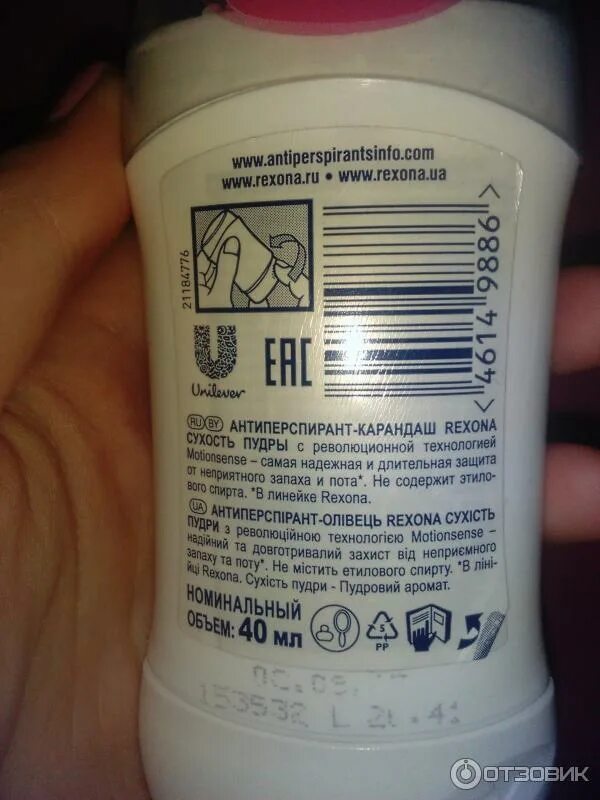 www.antiperspirantsinfo.com
www.rexona.ru • www.rexona.ua
21184776
<4614 9886>
Unilever
EAC
RU BY АНТИПЕРСПИРАНТ-КАРАНДАШ REXONA
СУХОСТЬ ПУДРЫ с революционной технологией
Motionsense – самая надежная и длительная защита
от неприятного запаха и пота*. Не содержит этило-
вого спирта. *В линейке Rexona.
UA АНТИПЕРСПІРАНТ-ОЛІВЕЦЬ REXONA СУХІСТЬ
ПУДРИ з революційною технологією Motionsense –
надійний та довготривалий захист від неприємного
запаху та поту*. Не містить етилового спирту. *В ліній-
ці Rexona. Сухість пудри - Пудровий аромат.
НОМИНАЛЬНЫЙ
ОБЪЕМ: 40 мл
5
PP
153532 L
ОТЗОВИК